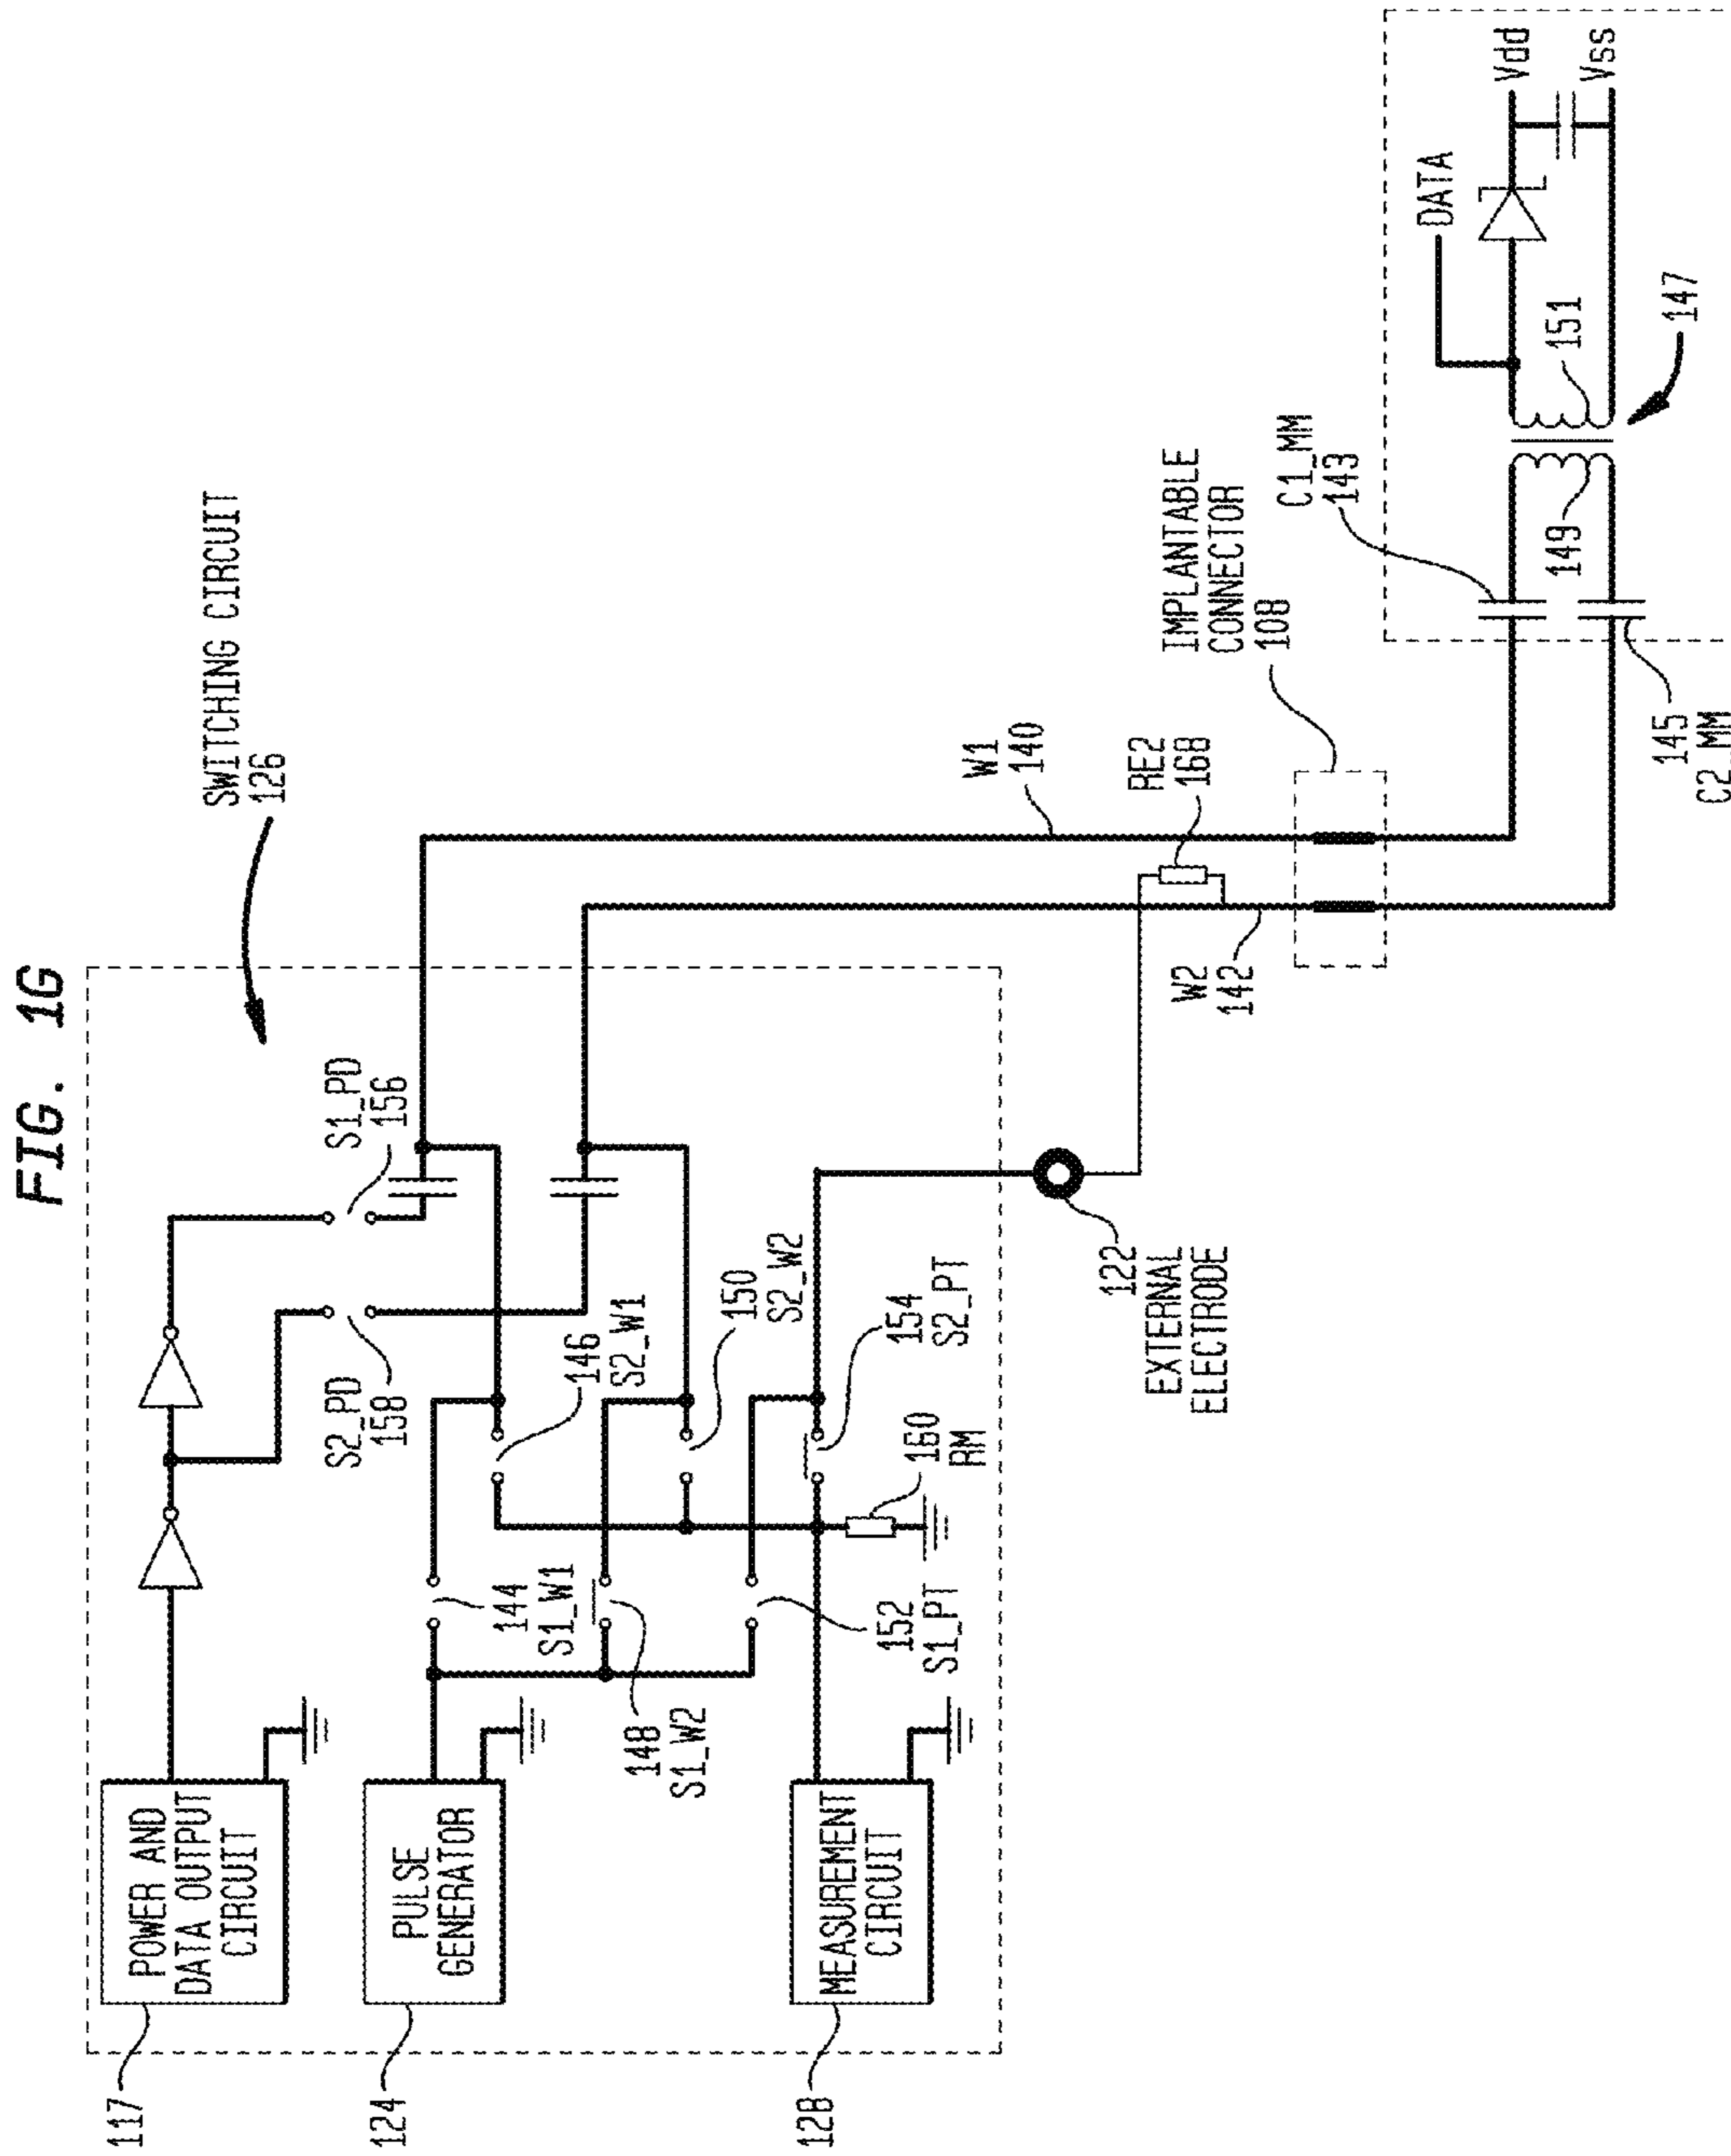 FIG. 1G
SWITCHING CIRCUIT
126
117
POWER AND
DATA OUTPUT
CIRCUIT
S2_PD
158
S1_PD
156
124
PULSE
GENERATOR
144
S1_W1
146
S2_W1
148
S1_W2
150
S2_W2
152
S1_PT
154
S2_PT
160
RM
128
MEASUREMENT
CIRCUIT
122
EXTERNAL
ELECTRODE
W1
140
RE2
168
W2
142
IMPLANTABLE
CONNECTOR
108
C1_MM
143
145
C2_MM
149
151
147
DATA
Vdd
Vss